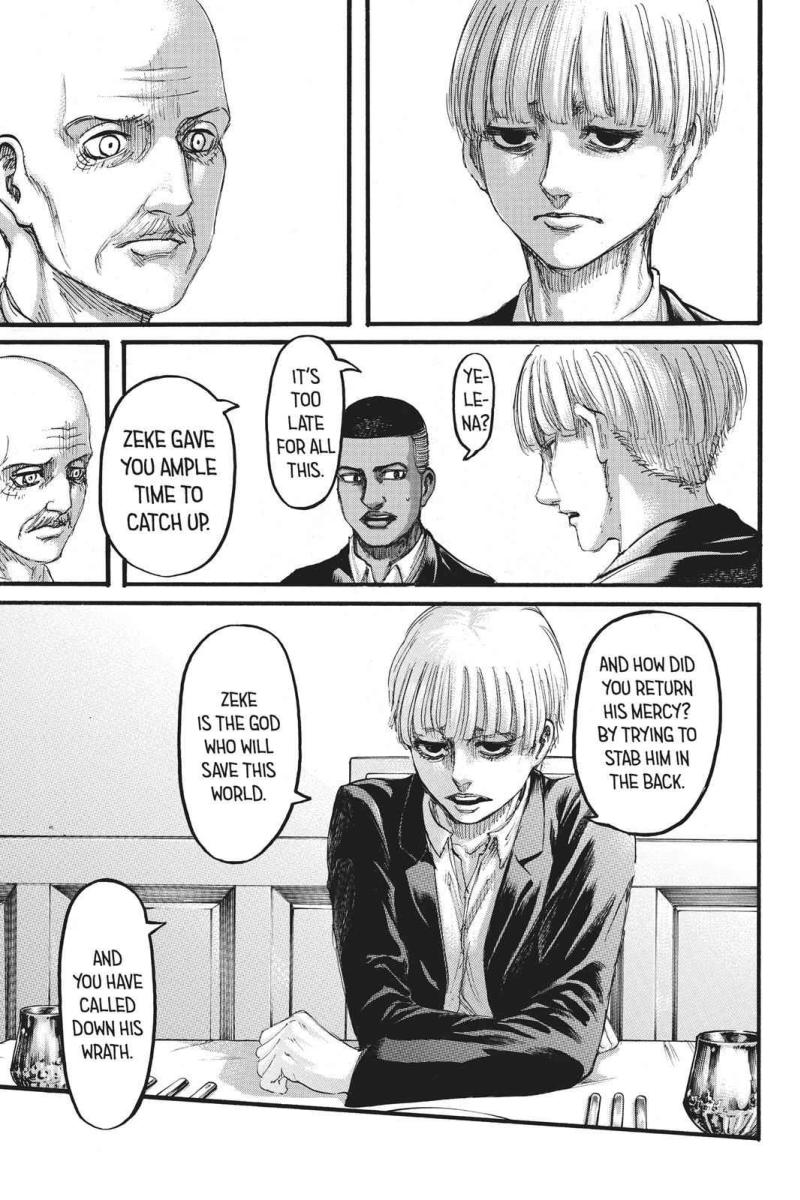 YE-
LE-
NA?
IT'S
TOO
LATE
FOR ALL
THIS.
ZEKE GAVE
YOU AMPLE
TIME TO
CATCH UP.
AND HOW DID
YOU RETURN
HIS MERCY?
BY TRYING TO
STAB HIM IN
THE BACK.
ZEKE
IS THE GOD
WHO WILL
SAVE THIS
WORLD.
AND
YOU HAVE
CALLED
DOWN HIS
WRATH.